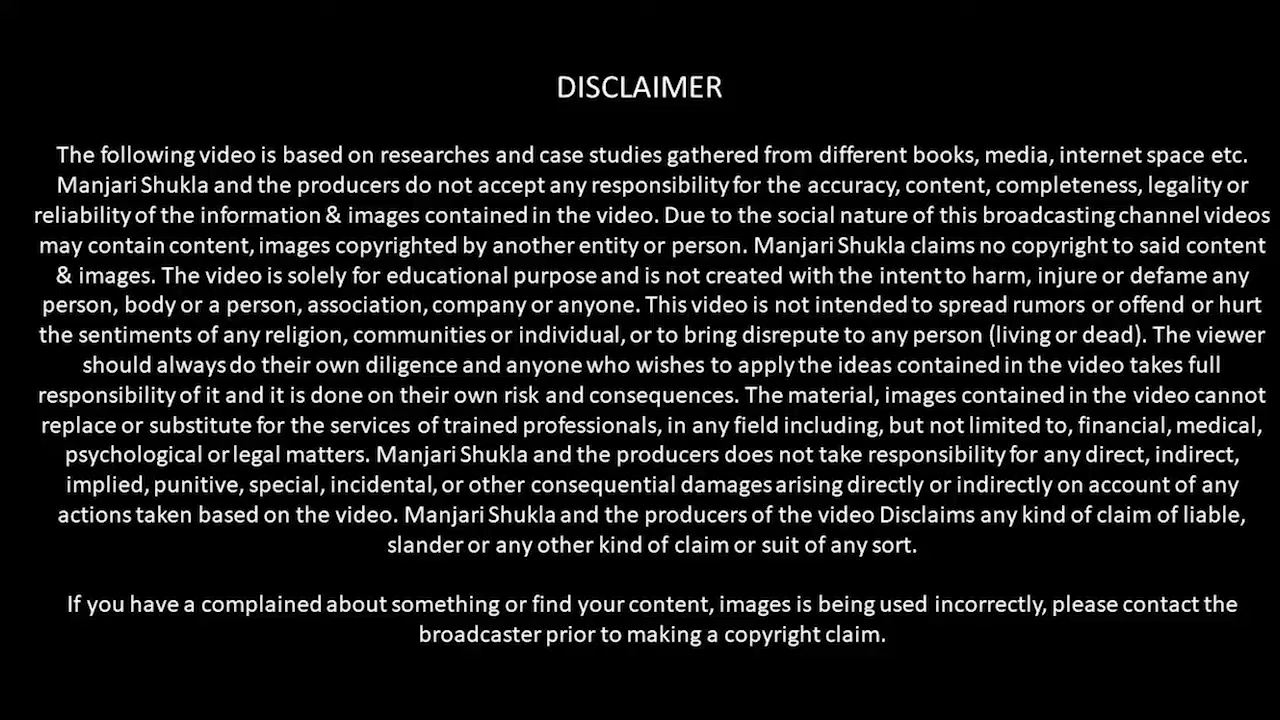 DISCLAIMER
The following video is based on researches and case studies gathered from different books, media, internet space etc.
Manjari Shukla and the producers do not accept any responsibility for the accuracy, content, completeness, legality or
reliability of the information & images contained in the video. Due to the social nature of this broadcasting channel videos
may contain content, images copyrighted by another entity or person. Manjari Shukla claims no copyright to said content
& images. The video is solely for educational purpose and is not created with the intent to harm, injure or defame any
person, body or a person, association, company or anyone. This video is not intended to spread rumors or offend or hurt
the sentiments of any religion, communities or individual, or to bring disrepute to any person (living or dead). The viewer
should always do their own diligence and anyone who wishes to apply the ideas contained in the video takes full
responsibility of it and it is done on their own risk and consequences. The material, images contained in the video cannot
replace or substitute for the services of trained professionals, in any field including, but not limited to, financial, medical,
psychological or legal matters. Manjari Shukla and the producers does not take responsibility for any direct, indirect,
implied, punitive, special, incidental, or other consequential damages arising directly or indirectly on account of any
actions taken based on the video. Manjari Shukla and the producers of the video Disclaims any kind of claim of liable,
slander or any other kind of claim or suit of any sort.
If you have a complained about something or find your content, images is being used incorrectly, please contact the
broadcaster prior to making a copyright claim.